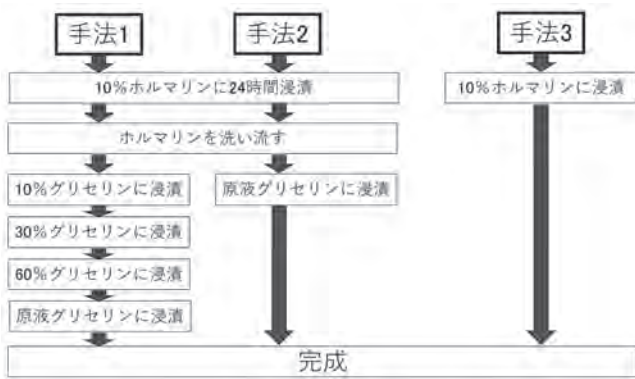 手法1
手法2
手法3
10%ホルマリンに24時間浸漬
10%ホルマリンに浸漬
ホルマリンを洗い流す
10%グリセリンに浸漬
原液グリセリンに浸漬
30%グリセリンに浸漬
60%グリセリンに浸漬
原液グリセリンに浸漬
完成